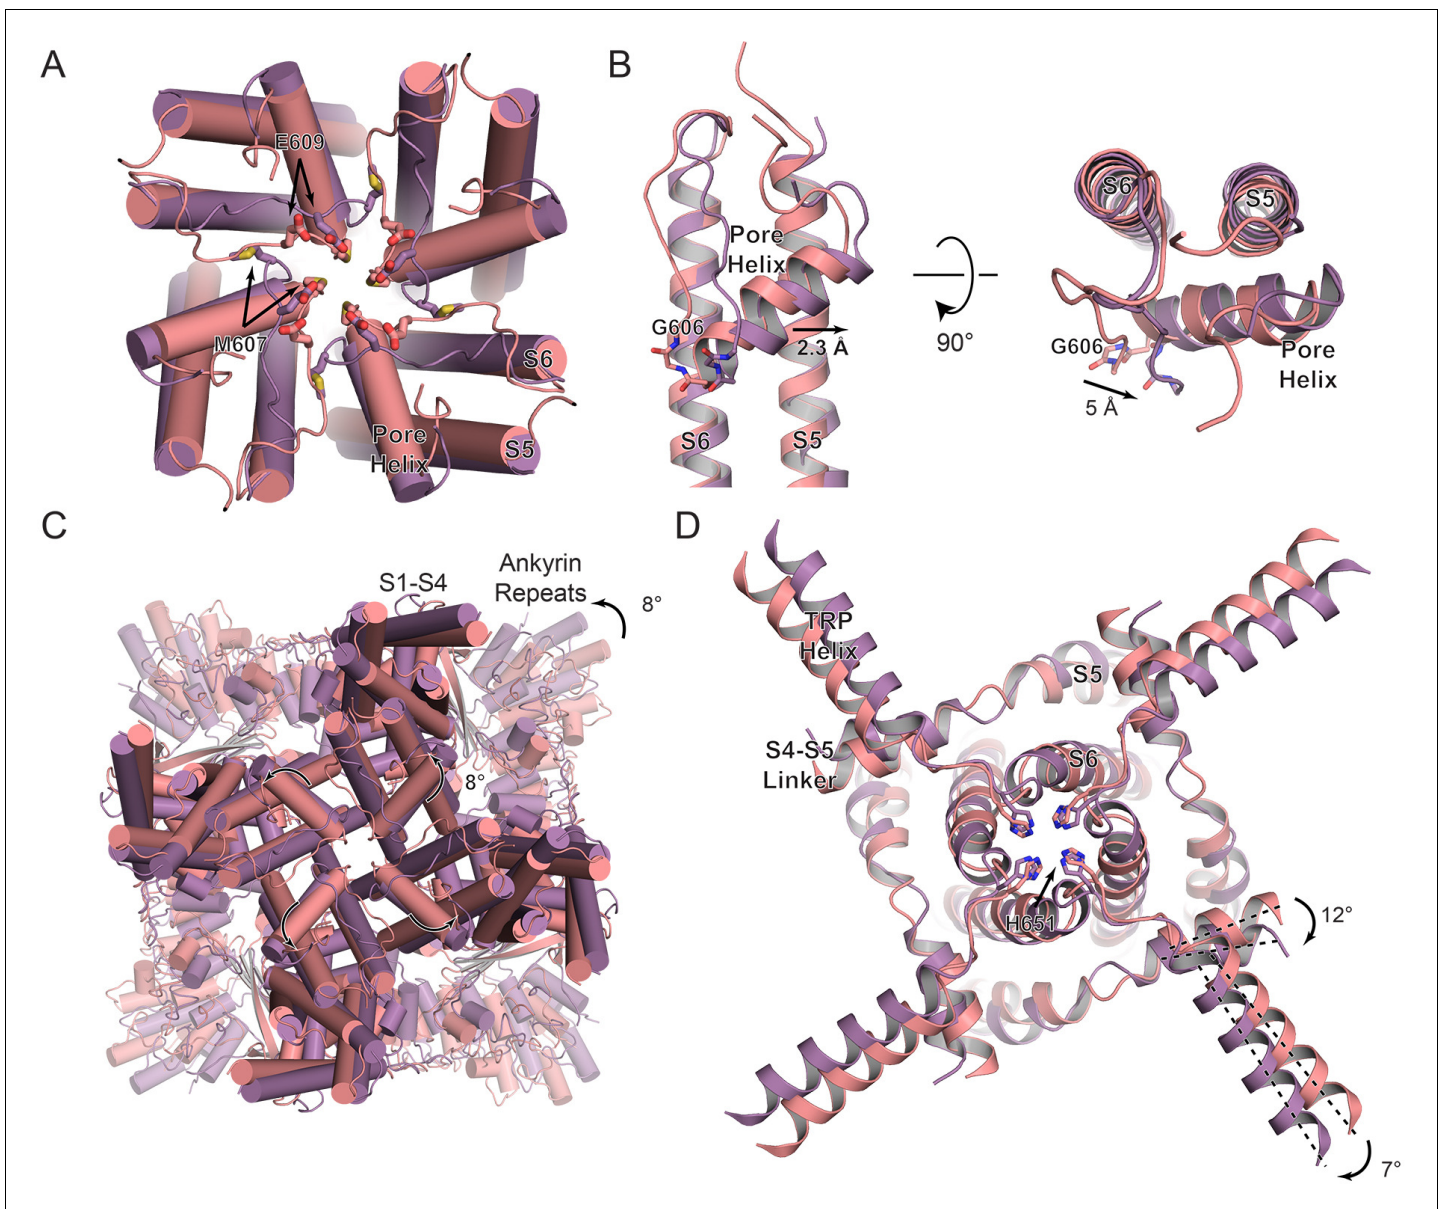 A
E609
M607
S6
Pore
Helix
S5
B
Pore
Helix
G606
2.3 Å
S6
S5
90°
S6
S5
G606
5 Å
Pore
Helix
C
S1-S4
Ankyrin
Repeats
8°
8°
D
TRP
Helix
S5
S4-S5
Linker
S6
H651
12°
7°